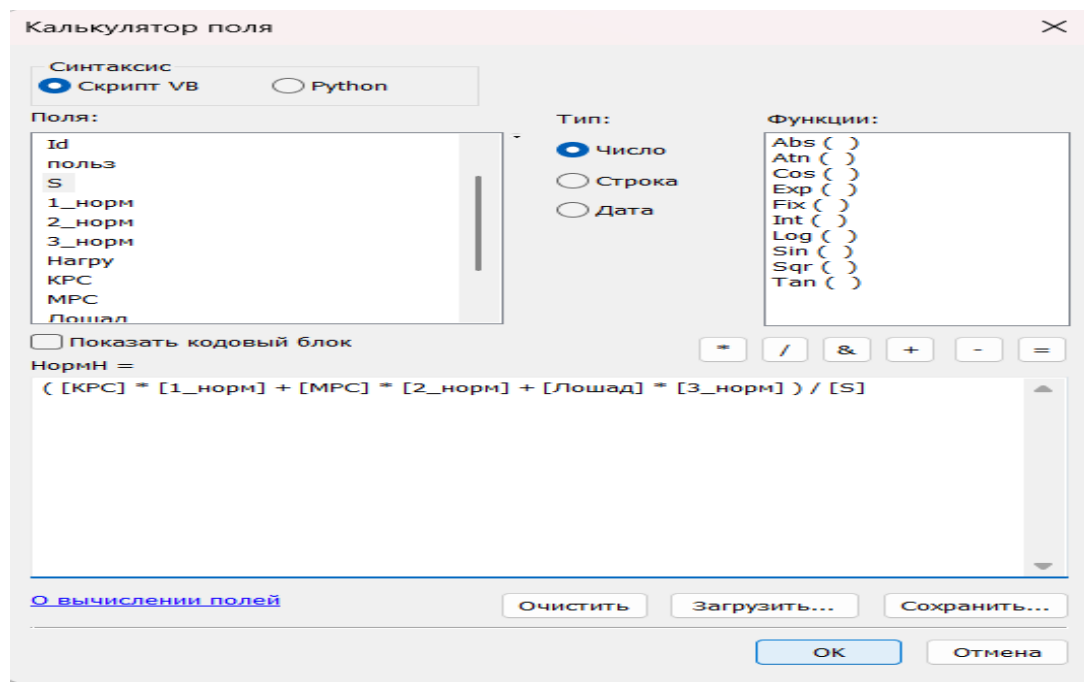 Калькулятор поля
Синтаксис
Скрипт VB Python
Поля:
Id
польз
S
1_норм
2_норм
3_норм
Нагру
КРС
МРС
Лошад
Тип:
Число
Строка
Дата
Функции:
Abs ( )
Atn ( )
Cos ( )
Exp ( )
Fix ( )
Int ( )
Log ( )
Sin ( )
Sqr ( )
Tan ( )
Показать кодовый блок
* / & + - =
НормН =
( [КРС] * [1_норм] + [МРС] * [2_норм] + [Лошад] * [3_норм] ) / [S]
О вычислении полей
Очистить Загрузить... Сохранить...
ОК Отмена